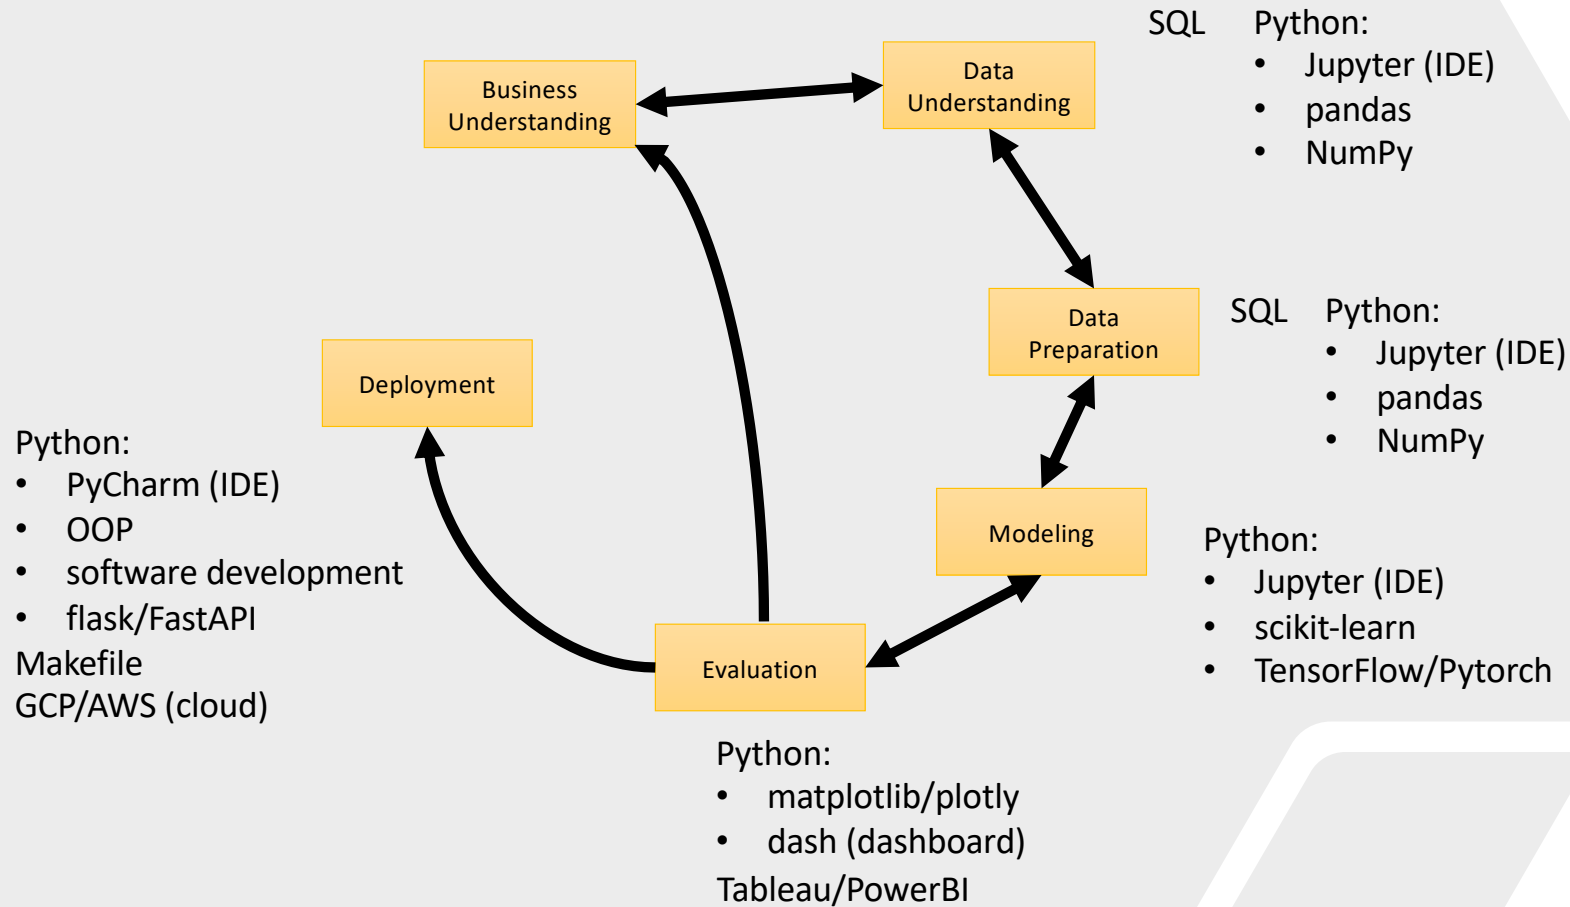 Business
Understanding
Data
Understanding
SQL Python:
• Jupyter (IDE)
• pandas
• NumPy
Data
Preparation
SQL Python:
• Jupyter (IDE)
• pandas
• NumPy
Modeling
Python:
• Jupyter (IDE)
• scikit-learn
• TensorFlow/Pytorch
Evaluation
Python:
• matplotlib/plotly
• dash (dashboard)
Tableau/PowerBI
Deployment
Python:
• PyCharm (IDE)
• OOP
• software development
• flask/FastAPI
Makefile
GCP/AWS (cloud)